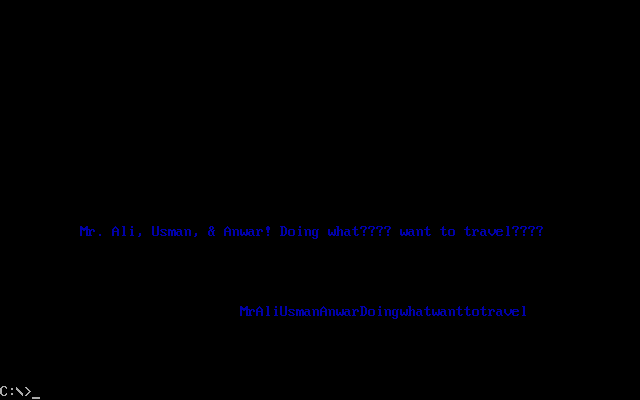 Mr. Ali, Usman, & Anwar! Doing what???? want to travel????
MrAliUsmanAnwarDoingwhatwanttotravel
C:\>_